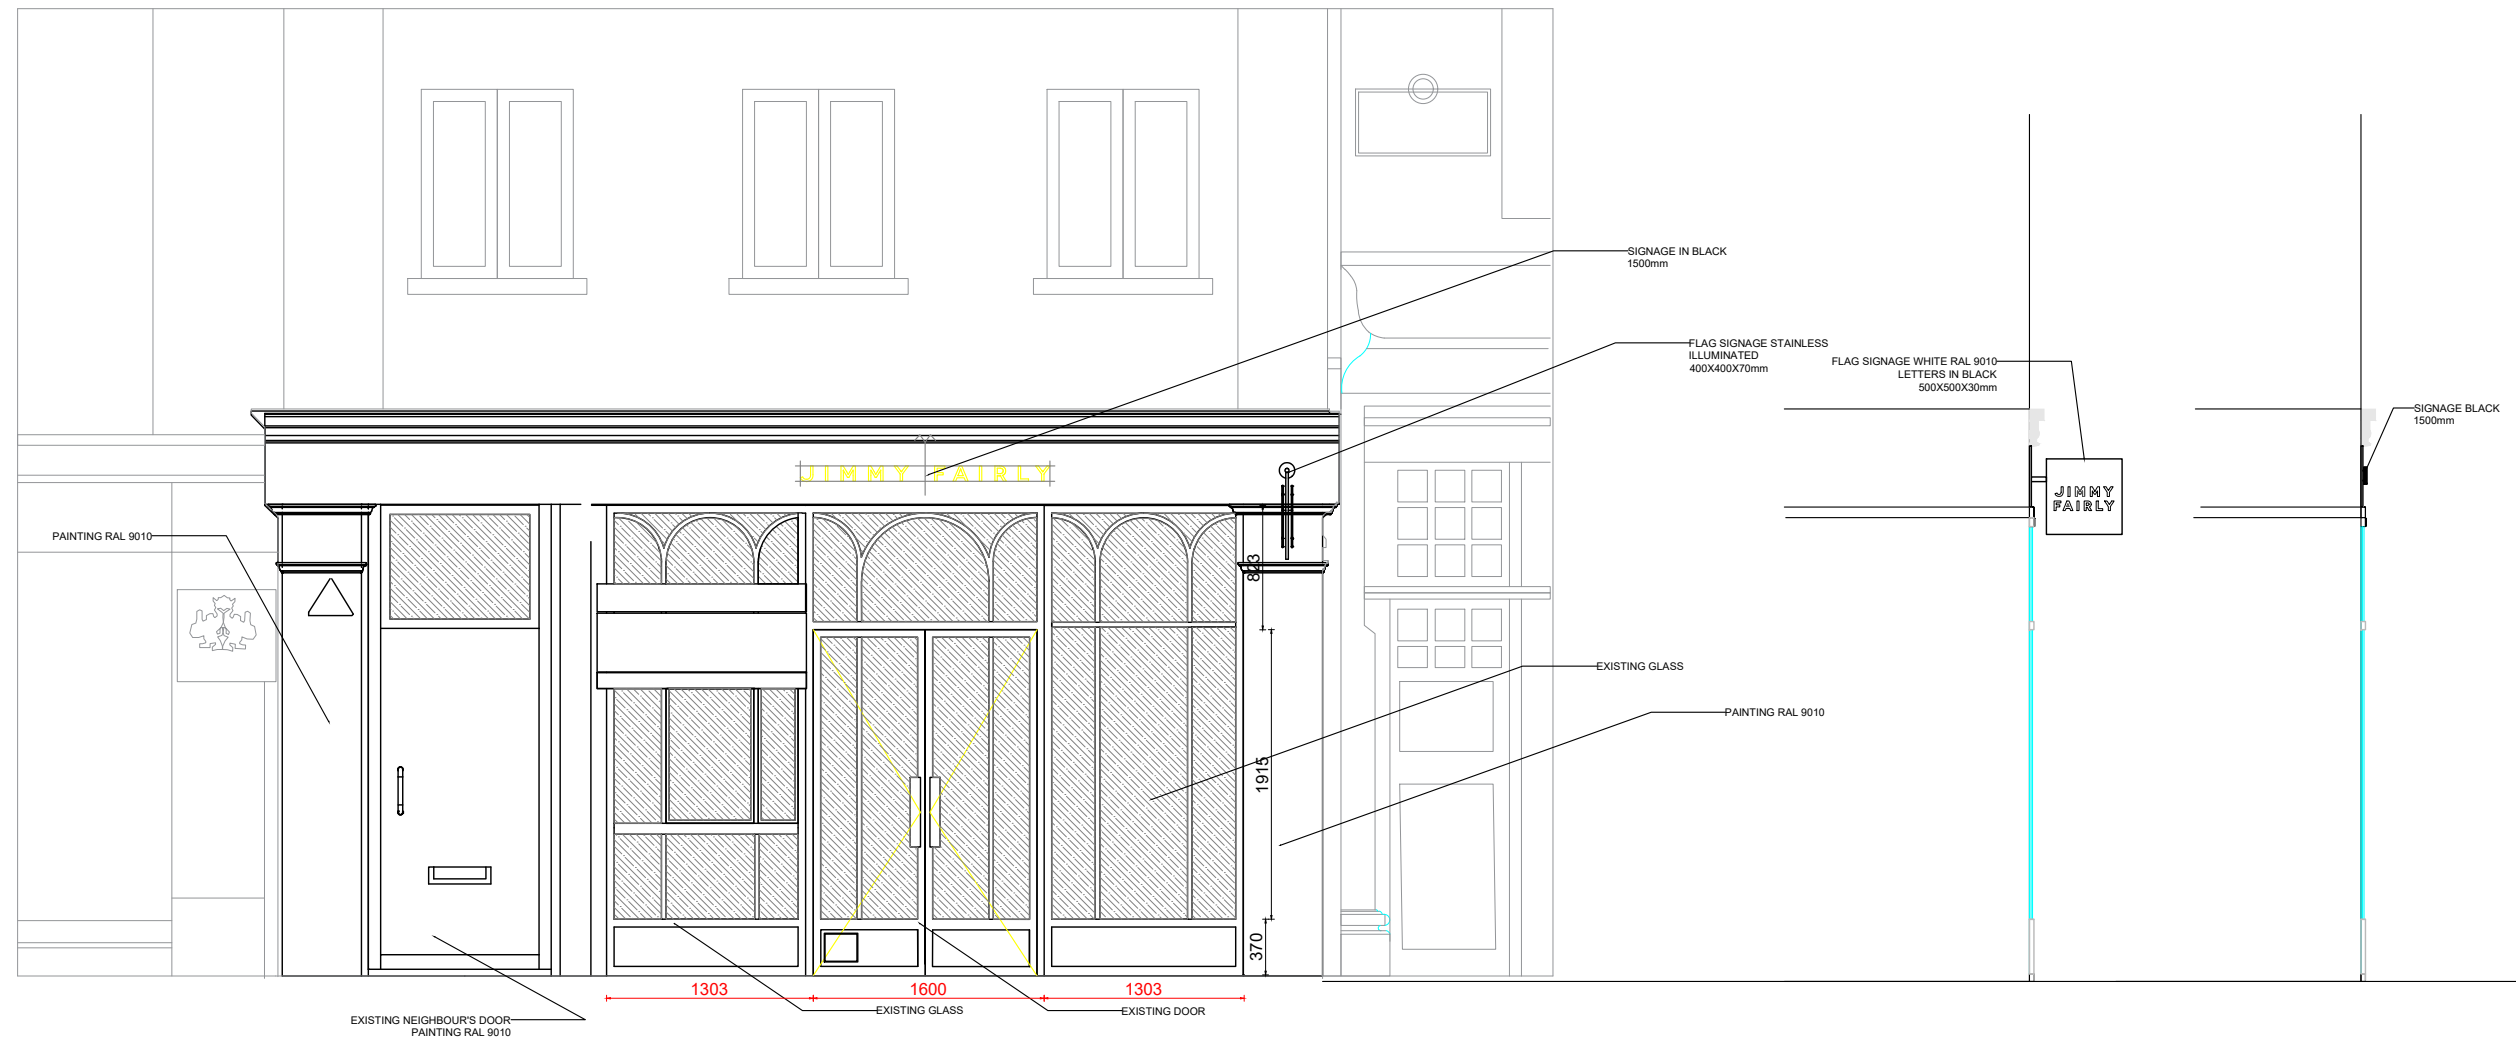 SIGNAGE IN BLACK
1500mm
FLAG SIGNAGE STAINLESS
ILLUMINATED
400X400X70mm
FLAG SIGNAGE WHITE RAL 9010
LETTERS IN BLACK
500X500X30mm
SIGNAGE BLACK
1500mm
JIMMY FAIRLY
JIMMY
FAIRLY
PAINTING RAL 9010
823
EXISTING GLASS
PAINTING RAL 9010
1915
370
1303
1600
1303
EXISTING GLASS
EXISTING DOOR
EXISTING NEIGHBOUR'S DOOR
PAINTING RAL 9010